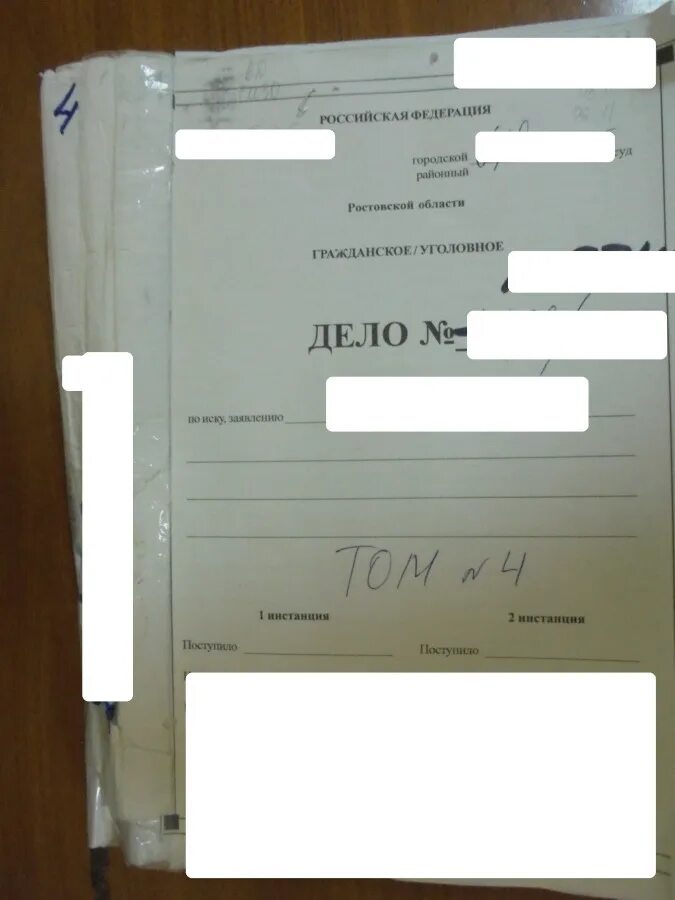 4
РОССИЙСКАЯ ФЕДЕРАЦИЯ
городской
районный
суд
Ростовской области
ГРАЖДАНСКОЕ / УГОЛОВНОЕ
ДЕЛО №
по иску, заявлению
ТОМ №4
1 инстанция 2 инстанция
Поступило Поступило